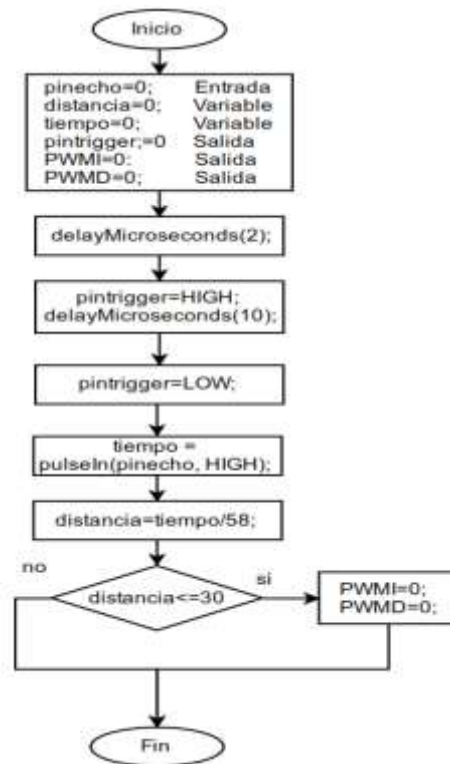 Inicio
pinecho=0; Entrada
distancia=0; Variable
tiempo=0; Variable
pintrigger;=0 Salida
PWMI=0: Salida
PWMD=0; Salida
delayMicroseconds(2);
pintrigger=HIGH;
delayMicroseconds(10);
pintrigger=LOW;
tiempo =
pulseIn(pinecho, HIGH);
distancia=tiempo/58;
no
distancia<=30
si
PWMI=0;
PWMD=0;
Fin